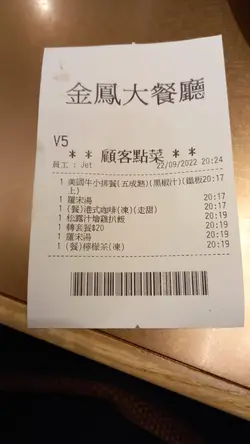 金鳳大餐廳
V5
** 顧客點菜 **
員工 : Jet 22/09/2022 20:24
1 美國牛小排餐(五成熟)(黑椒汁)(鐵板20:17
上)
1 羅宋湯 20:17
1 (餐)港式咖啡(凍)(走甜) 20:17
1 松露汁燴雞扒飯 20:19
1 轉套餐$20 20:19
1 羅宋湯 20:19
1 (餐)檸檬茶(凍) 20:19